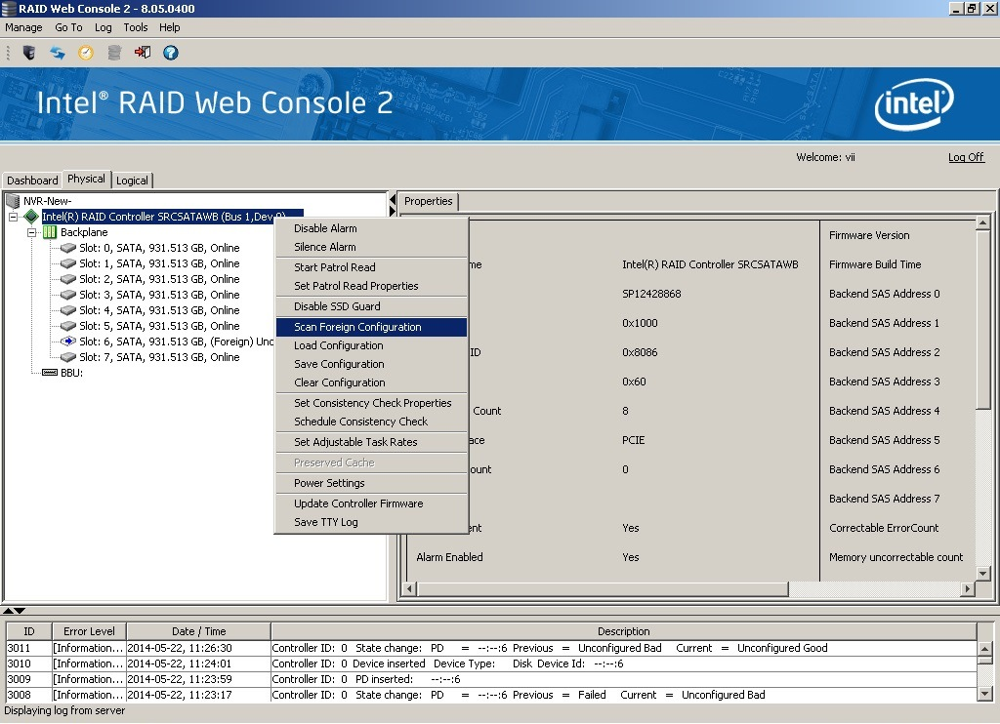 RAID Web Console 2 - 8.05.0400
Manage Go To Log Tools Help
Intel® RAID Web Console 2
intel®
Welcome: vii Log Off
Dashboard Physical Logical
NVR-New-
Intel(R) RAID Controller SRCSATAWB (Bus 1,Dev 0)
Backplane
Slot: 0, SATA, 931.513 GB, Online
Slot: 1, SATA, 931.513 GB, Online
Slot: 2, SATA, 931.513 GB, Online
Slot: 3, SATA, 931.513 GB, Online
Slot: 4, SATA, 931.513 GB, Online
Slot: 5, SATA, 931.513 GB, Online
Slot: 6, SATA, 931.513 GB, (Foreign) Unc
Slot: 7, SATA, 931.513 GB, Online
BBU:
Disable Alarm
Silence Alarm
Start Patrol Read
Set Patrol Read Properties
Disable SSD Guard
Scan Foreign Configuration
Load Configuration
Save Configuration
Clear Configuration
Set Consistency Check Properties
Schedule Consistency Check
Set Adjustable Task Rates
Preserved Cache
Power Settings
Update Controller Firmware
Save TTY Log
Properties
Firmware Version
me Intel(R) RAID Controller SRCSATAWB Firmware Build Time
SP12428868 Backend SAS Address 0
0x1000 Backend SAS Address 1
ID 0x8086 Backend SAS Address 2
0x60 Backend SAS Address 3
Count 8 Backend SAS Address 4
ace PCIE Backend SAS Address 5
ount 0 Backend SAS Address 6
Backend SAS Address 7
ent Yes Correctable ErrorCount
Alarm Enabled Yes Memory uncorrectable count
ID Error Level Date / Time Description
3011 [Information... 2014-05-22, 11:26:30 Controller ID: 0 State change: PD = --:--:6 Previous = Unconfigured Bad Current = Unconfigured Good
3010 [Information... 2014-05-22, 11:24:01 Controller ID: 0 Device inserted Device Type: Disk Device Id: --:--:6
3009 [Information... 2014-05-22, 11:23:59 Controller ID: 0 PD inserted: --:--:6
3008 [Information... 2014-05-22, 11:23:17 Controller ID: 0 State change: PD = --:--:6 Previous = Failed Current = Unconfigured Bad
Displaying log from server